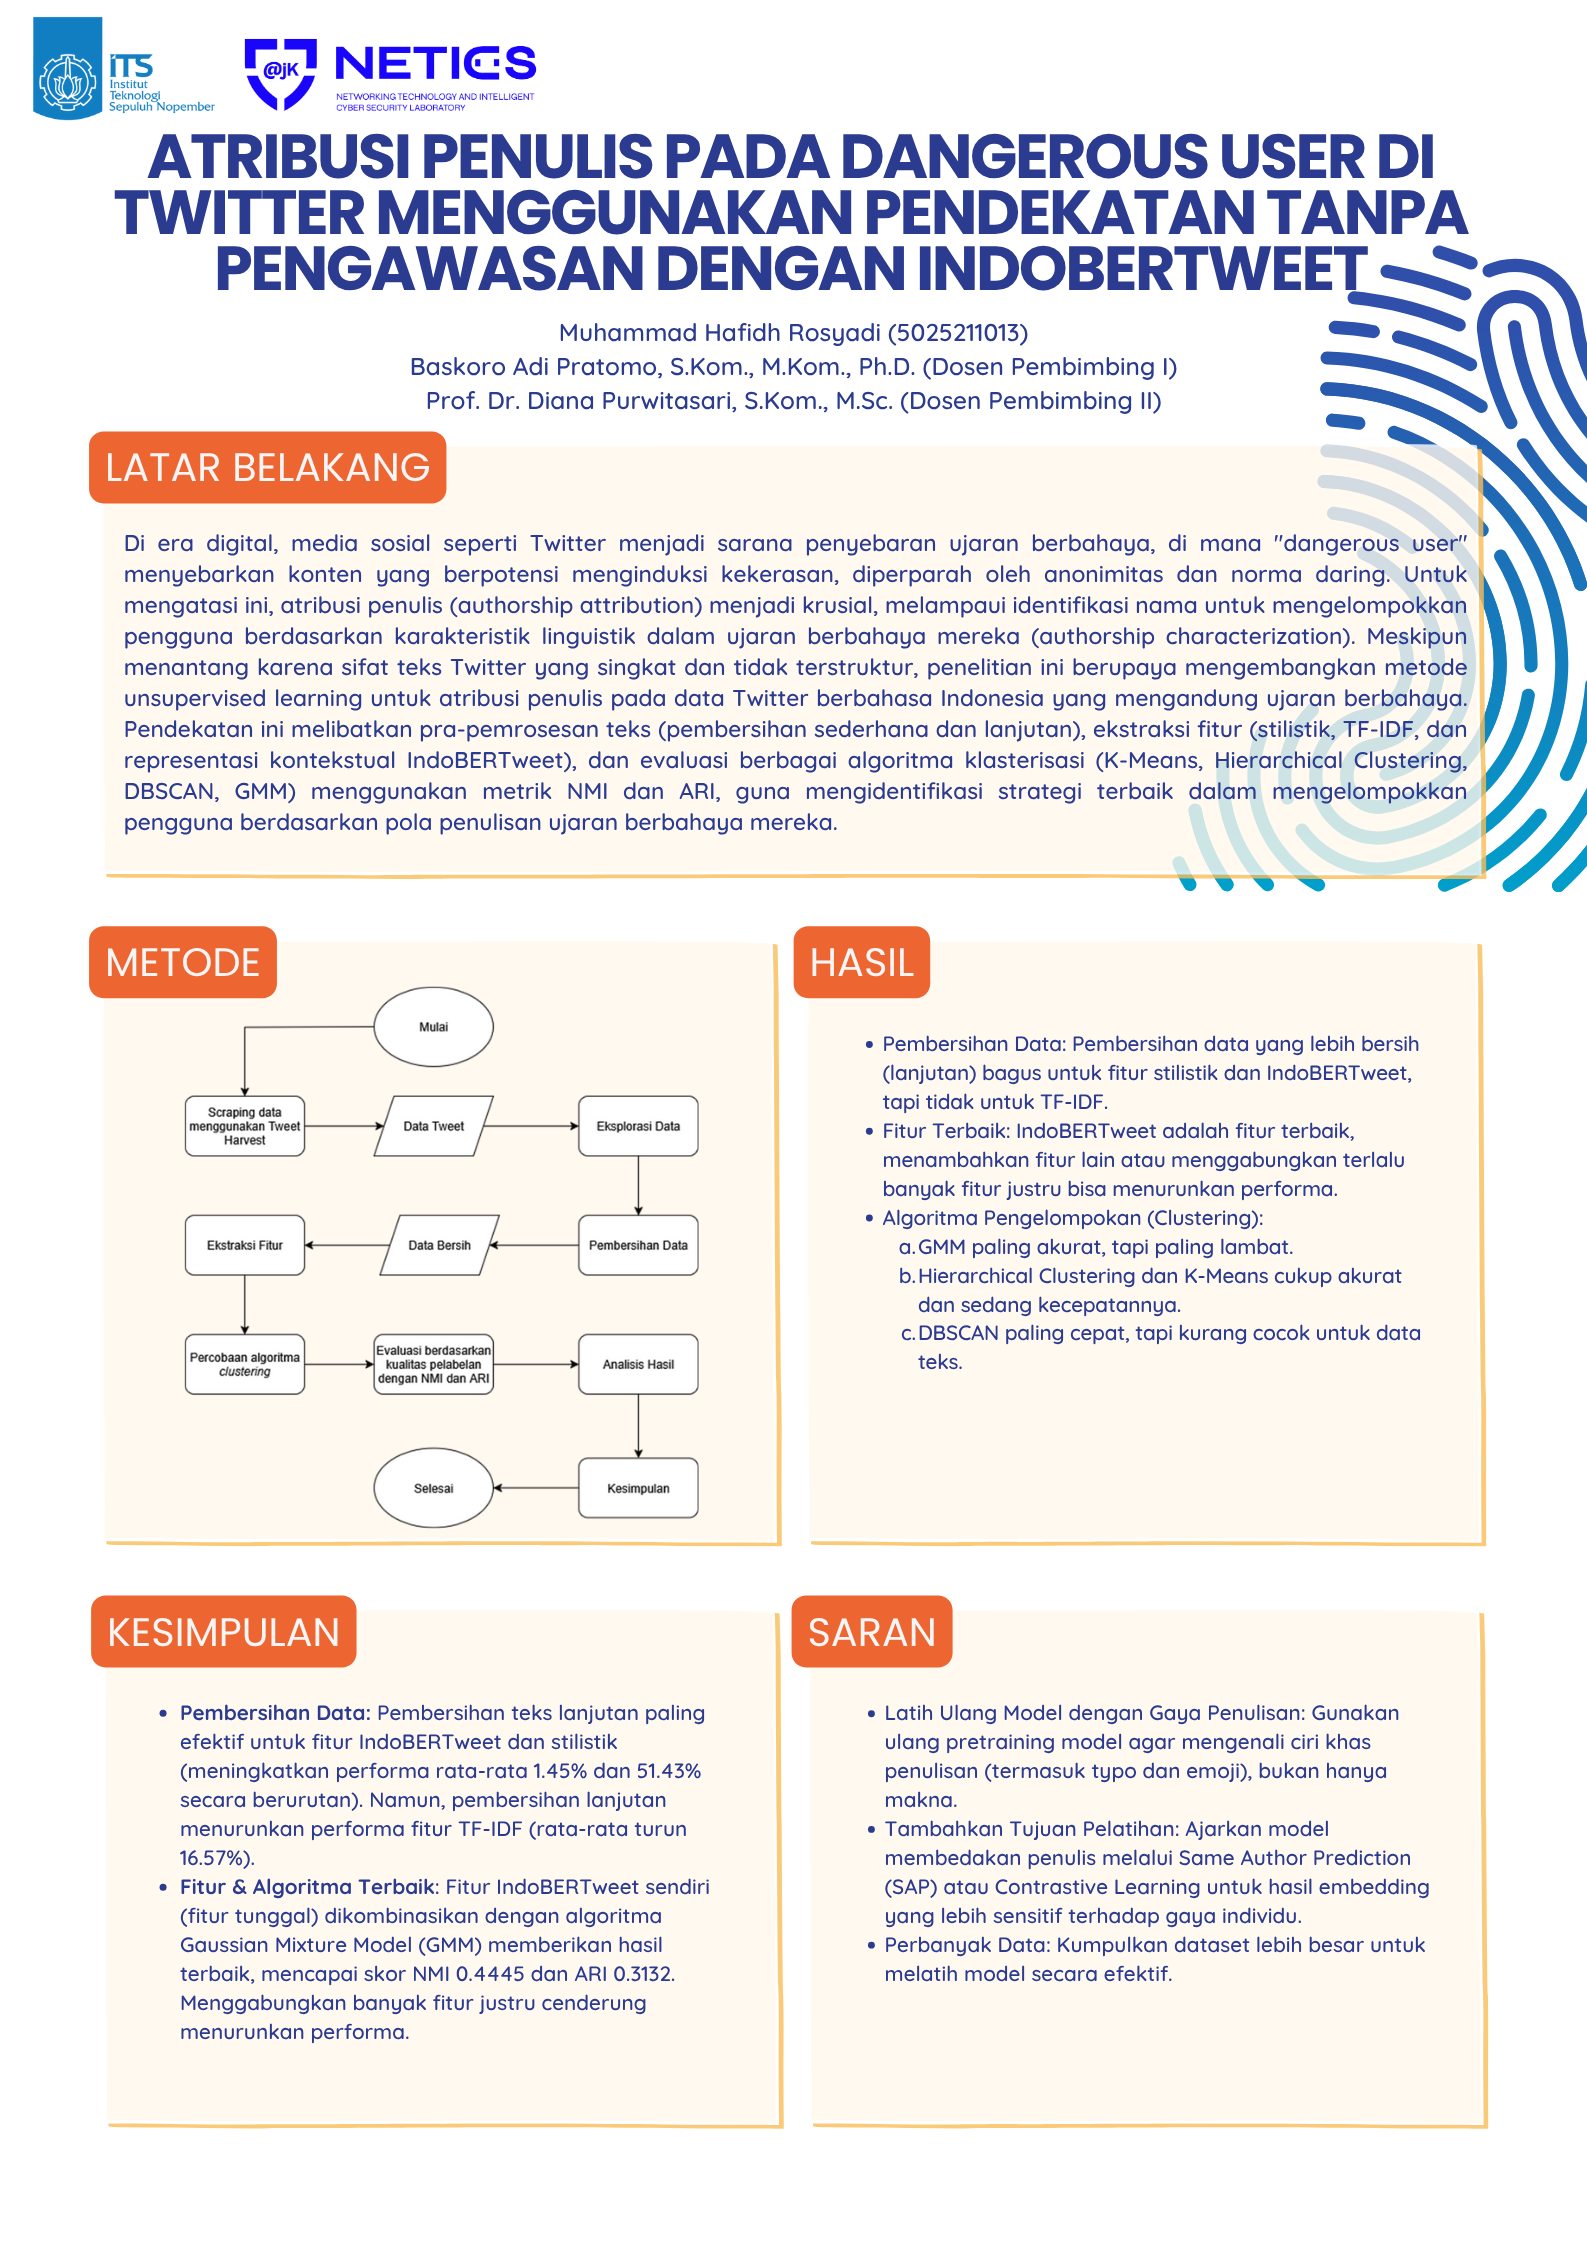 ITS
Institut
Teknologi
Sepuluh Nopember
@jK
NETICS
NETWORKING TECHNOLOGY AND INTELLIGENT
CYBER SECURITY LABORATORY
ATRIBUSI PENULIS PADA DANGEROUS USER DI
TWITTER MENGGUNAKAN PENDEKATAN TANPA
PENGAWASAN DENGAN INDOBERTWEET
Muhammad Hafidh Rosyadi (5025211013)
Baskoro Adi Pratomo, S.Kom., M.Kom., Ph.D. (Dosen Pembimbing I)
Prof. Dr. Diana Purwitasari, S.Kom., M.Sc. (Dosen Pembimbing II)
LATAR BELAKANG
Di era digital, media sosial seperti Twitter menjadi sarana penyebaran ujaran berbahaya, di mana "dangerous user"
menyebarkan konten yang berpotensi menginduksi kekerasan, diperparah oleh anonimitas dan norma daring. Untuk
mengatasi ini, atribusi penulis (authorship attribution) menjadi krusial, melampaui identifikasi nama untuk mengelompokkan
pengguna berdasarkan karakteristik linguistik dalam ujaran berbahaya mereka (authorship characterization). Meskipun
menantang karena sifat teks Twitter yang singkat dan tidak terstruktur, penelitian ini berupaya mengembangkan metode
unsupervised learning untuk atribusi penulis pada data Twitter berbahasa Indonesia yang mengandung ujaran berbahaya.
Pendekatan ini melibatkan pra-pemrosesan teks (pembersihan sederhana dan lanjutan), ekstraksi fitur (stilistik, TF-IDF, dan
representasi kontekstual IndoBERTweet), dan evaluasi berbagai algoritma klasterisasi (K-Means, Hierarchical Clustering,
DBSCAN, GMM) menggunakan metrik NMI dan ARI, guna mengidentifikasi strategi terbaik dalam mengelompokkan
pengguna berdasarkan pola penulisan ujaran berbahaya mereka.
METODE
Mulai
Scraping data
menggunakan Tweet
Harvest
Data Tweet
Eksplorasi Data
Ekstraksi Fitur
Data Bersih
Pembersihan Data
Percobaan algoritma
clustering
Evaluasi berdasarkan
kualitas pelabelan
dengan NMI dan ARI
Analisis Hasil
Selesai
Kesimpulan
HASIL
• Pembersihan Data: Pembersihan data yang lebih bersih
(lanjutan) bagus untuk fitur stilistik dan IndoBERTweet,
tapi tidak untuk TF-IDF.
• Fitur Terbaik: IndoBERTweet adalah fitur terbaik,
menambahkan fitur lain atau menggabungkan terlalu
banyak fitur justru bisa menurunkan performa.
• Algoritma Pengelompokan (Clustering):
a. GMM paling akurat, tapi paling lambat.
b. Hierarchical Clustering dan K-Means cukup akurat
dan sedang kecepatannya.
c. DBSCAN paling cepat, tapi kurang cocok untuk data
teks.
KESIMPULAN
• Pembersihan Data: Pembersihan teks lanjutan paling
efektif untuk fitur IndoBERTweet dan stilistik
(meningkatkan performa rata-rata 1.45% dan 51.43%
secara berurutan). Namun, pembersihan lanjutan
menurunkan performa fitur TF-IDF (rata-rata turun
16.57%).
• Fitur & Algoritma Terbaik: Fitur IndoBERTweet sendiri
(fitur tunggal) dikombinasikan dengan algoritma
Gaussian Mixture Model (GMM) memberikan hasil
terbaik, mencapai skor NMI 0.4445 dan ARI 0.3132.
Menggabungkan banyak fitur justru cenderung
menurunkan performa.
SARAN
• Latih Ulang Model dengan Gaya Penulisan: Gunakan
ulang pretraining model agar mengenali ciri khas
penulisan (termasuk typo dan emoji), bukan hanya
makna.
• Tambahkan Tujuan Pelatihan: Ajarkan model
membedakan penulis melalui Same Author Prediction
(SAP) atau Contrastive Learning untuk hasil embedding
yang lebih sensitif terhadap gaya individu.
• Perbanyak Data: Kumpulkan dataset lebih besar untuk
melatih model secara efektif.